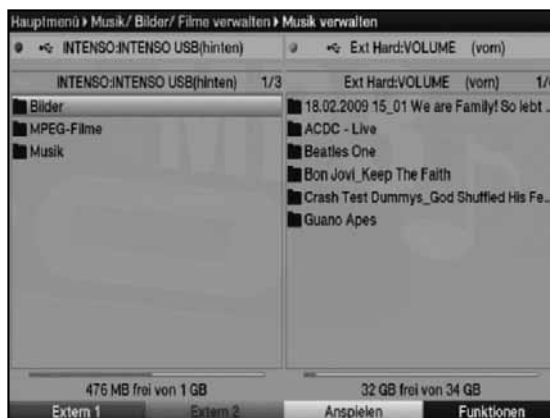 Hauptmenü ▸ Musik/ Bilder/ Filme verwalten ▸ Musik verwalten
INTENSO:INTENSO USB(hinten)
Ext Hard:VOLUME (vorn)
INTENSO:INTENSO USB(hinten) 1/3
Ext Hard:VOLUME (vorn) 1/
Bilder
MPEG-Filme
Musik
18.02.2009 15_01 We are Family! So lebt ..
ACDC - Live
Beatles One
Bon Jovi_Keep The Faith
Crash Test Dummys_God Shuffled His Fe..
Guano Apes
476 MB frei von 1 GB
32 GB frei von 34 GB
Extern 1
Extern 2
Anspielen
Funktionen